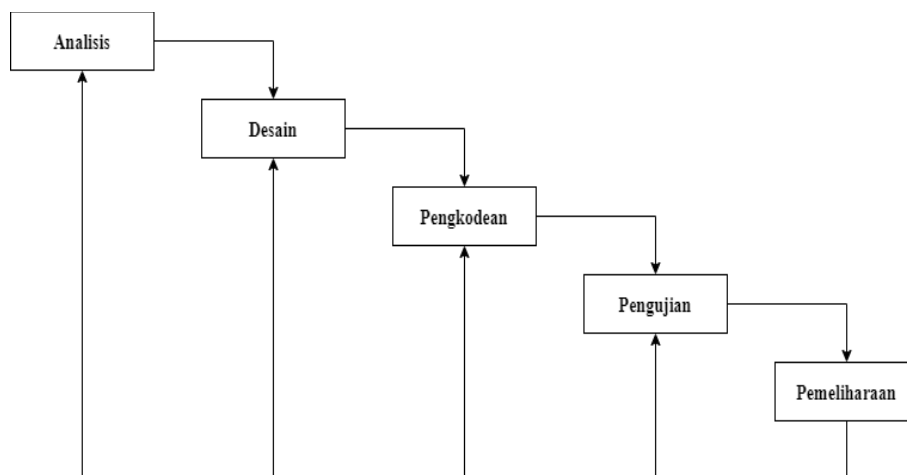 Analisis
Desain
Pengkodean
Pengujian
Pemeliharaan